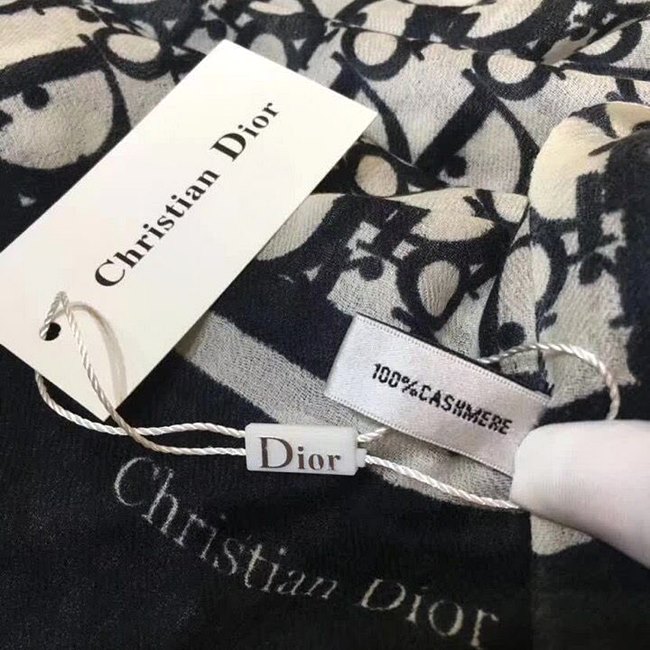 Christian Dior
100%CASHMERE
Dior
Christian Dior